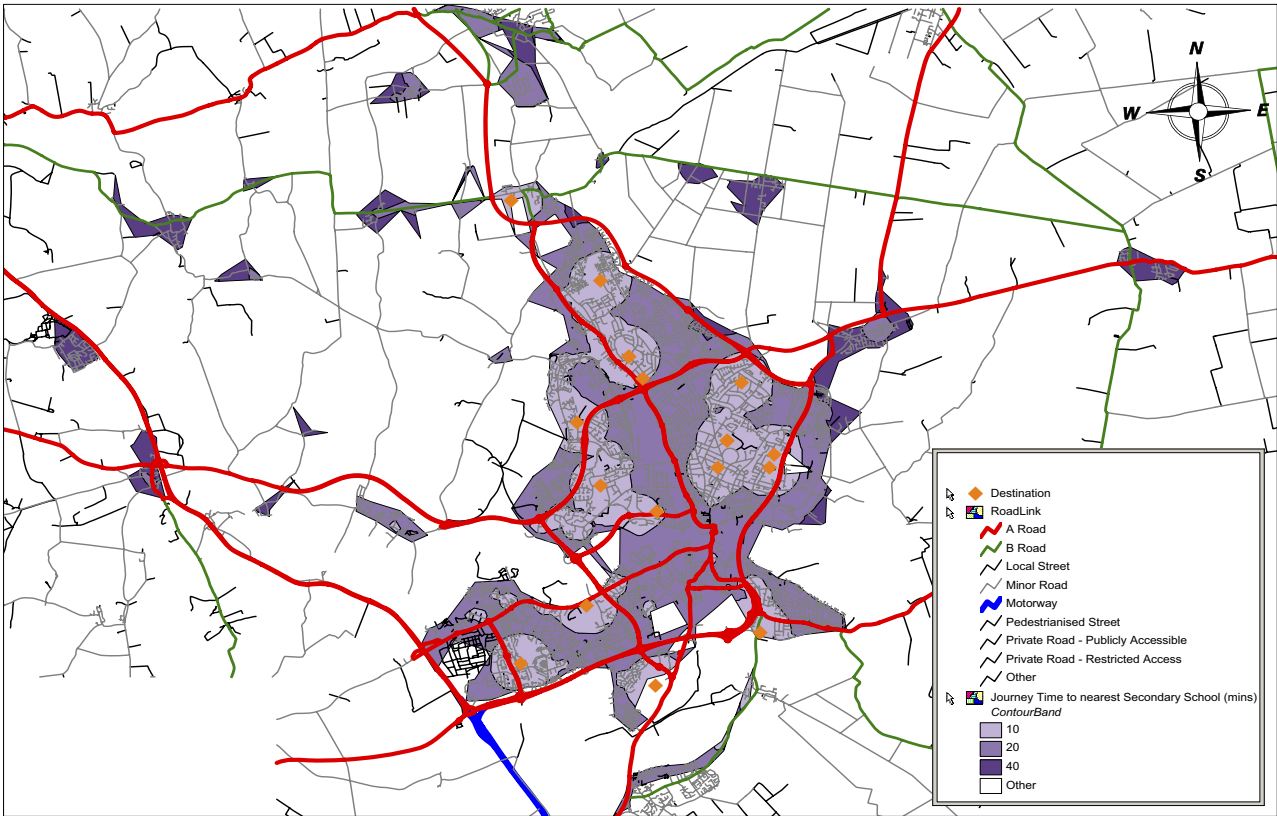 N
W E
S
Destination
RoadLink
A Road
B Road
Local Street
Minor Road
Motorway
Pedestrianised Street
Private Road - Publicly Accessible
Private Road - Restricted Access
Other
Journey Time to nearest Secondary School (mins)
ContourBand
10
20
40
Other